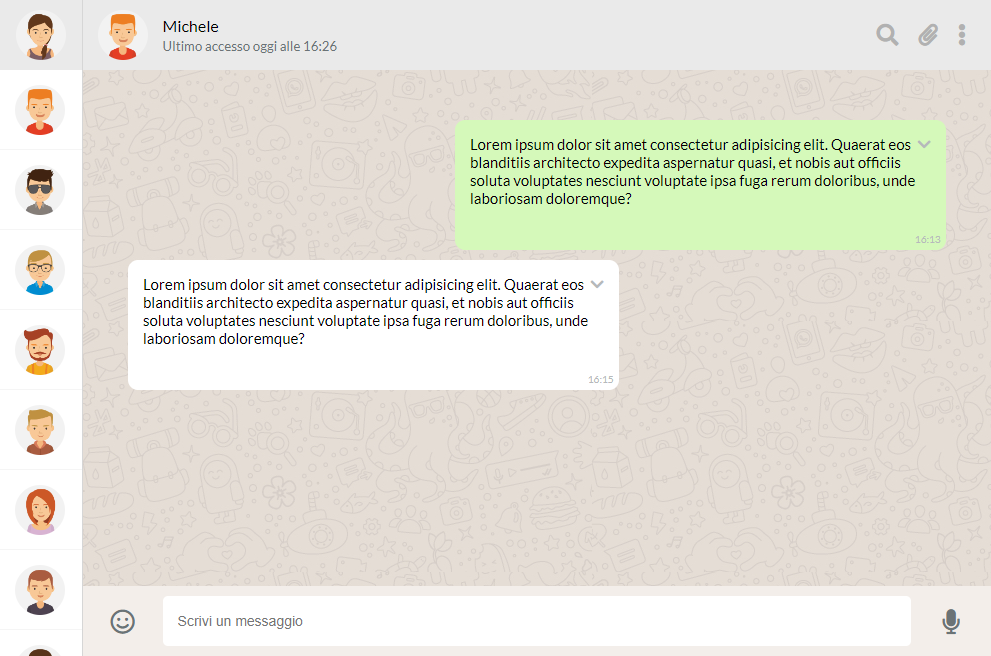 Michele
Ultimo accesso oggi alle 16:26
Lorem ipsum dolor sit amet consectetur adipisicing elit. Quaerat eos
blanditiis architecto expedita aspernatur quasi, et nobis aut officiis
soluta voluptates nesciunt voluptate ipsa fuga rerum doloribus, unde
laboriosam doloremque?
16:13
Lorem ipsum dolor sit amet consectetur adipisicing elit. Quaerat eos
blanditiis architecto expedita aspernatur quasi, et nobis aut officiis
soluta voluptates nesciunt voluptate ipsa fuga rerum doloribus, unde
laboriosam doloremque?
16:15
Scrivi un messaggio